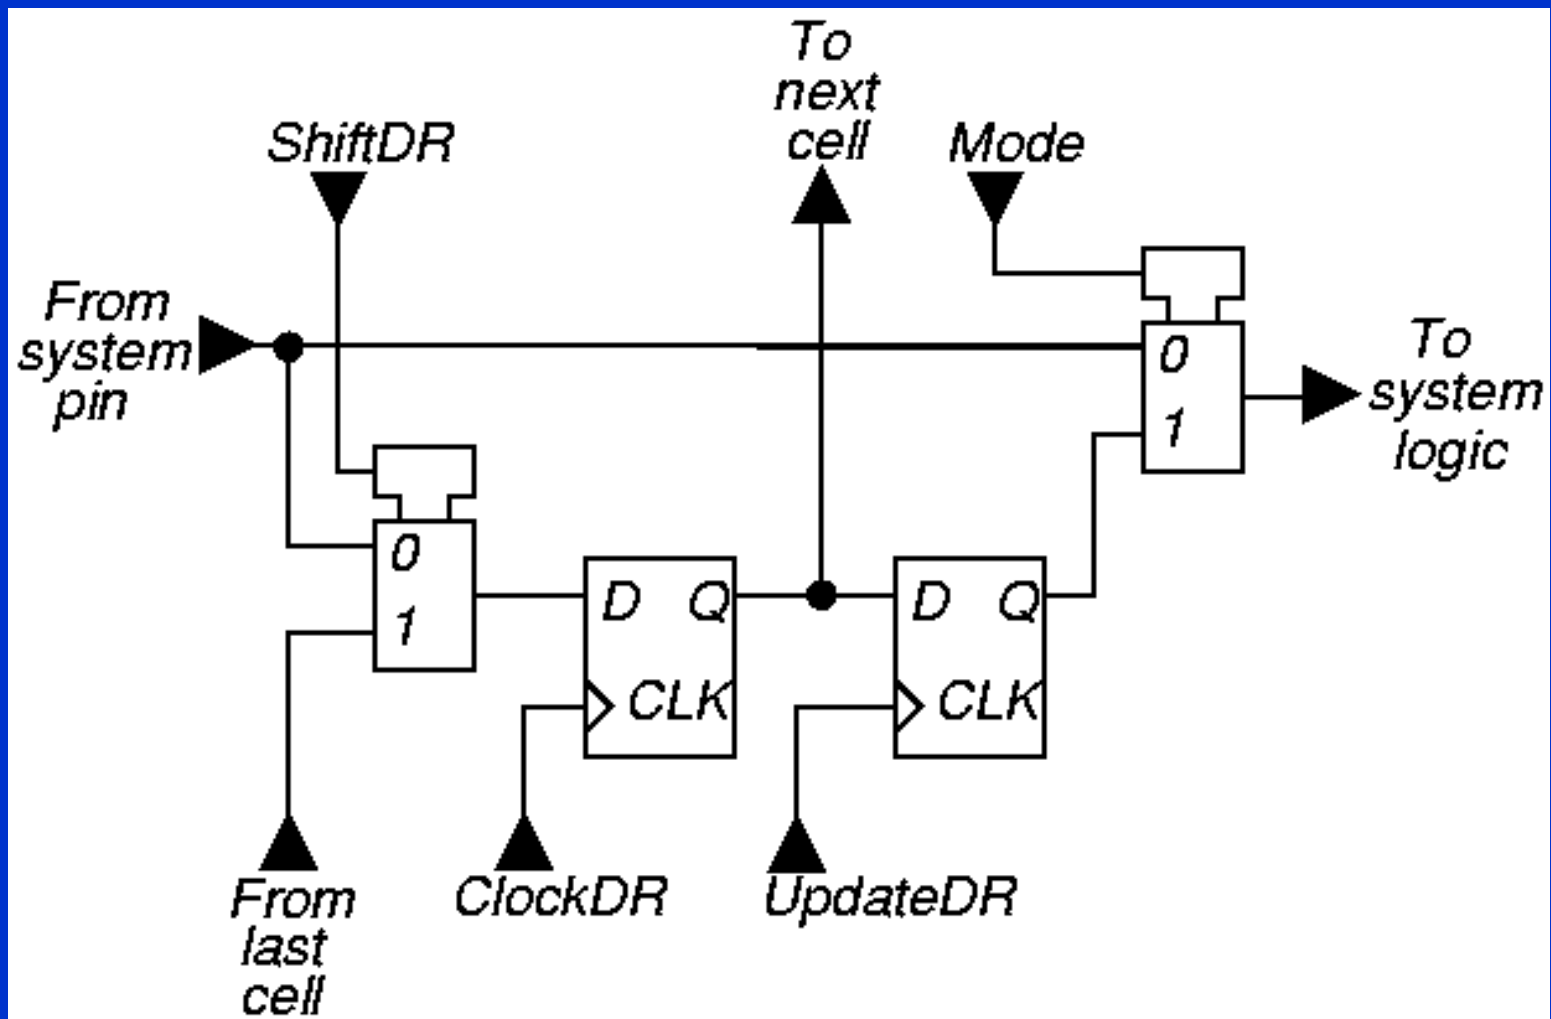 To
next
cell
ShiftDR
Mode
From
system
pin
0
1
To
system
logic
0
1
D Q
CLK
D Q
CLK
From
last
cell
ClockDR
UpdateDR